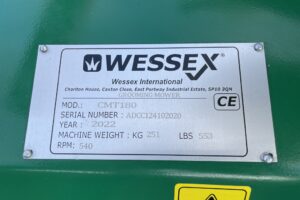 WESSEX
Wessex International
Charlton House, Caxton Close, East Portway Industrial Estate, SP10 3QN
GROOMING MOWER
MOD.: CMT180
SERIAL NUMBER : ADCC124102020
YEAR : 2022
MACHINE WEIGHT : KG 251 LBS 553
RPM: 540
CE